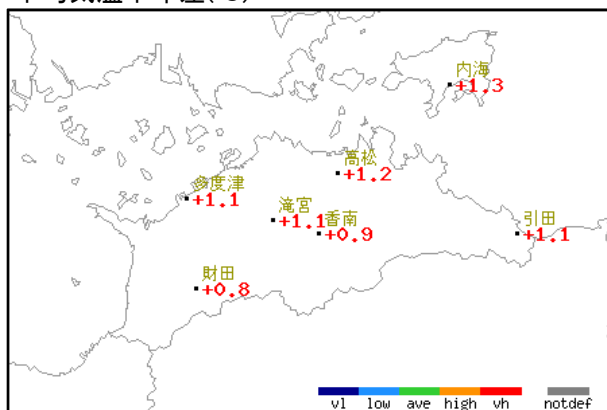 内海
+1.3
高松
+1.2
多度津
+1.1
滝宮
+1.1
香南
+0.9
引田
+1.1
財田
+0.8
vl low ave high vh notdef